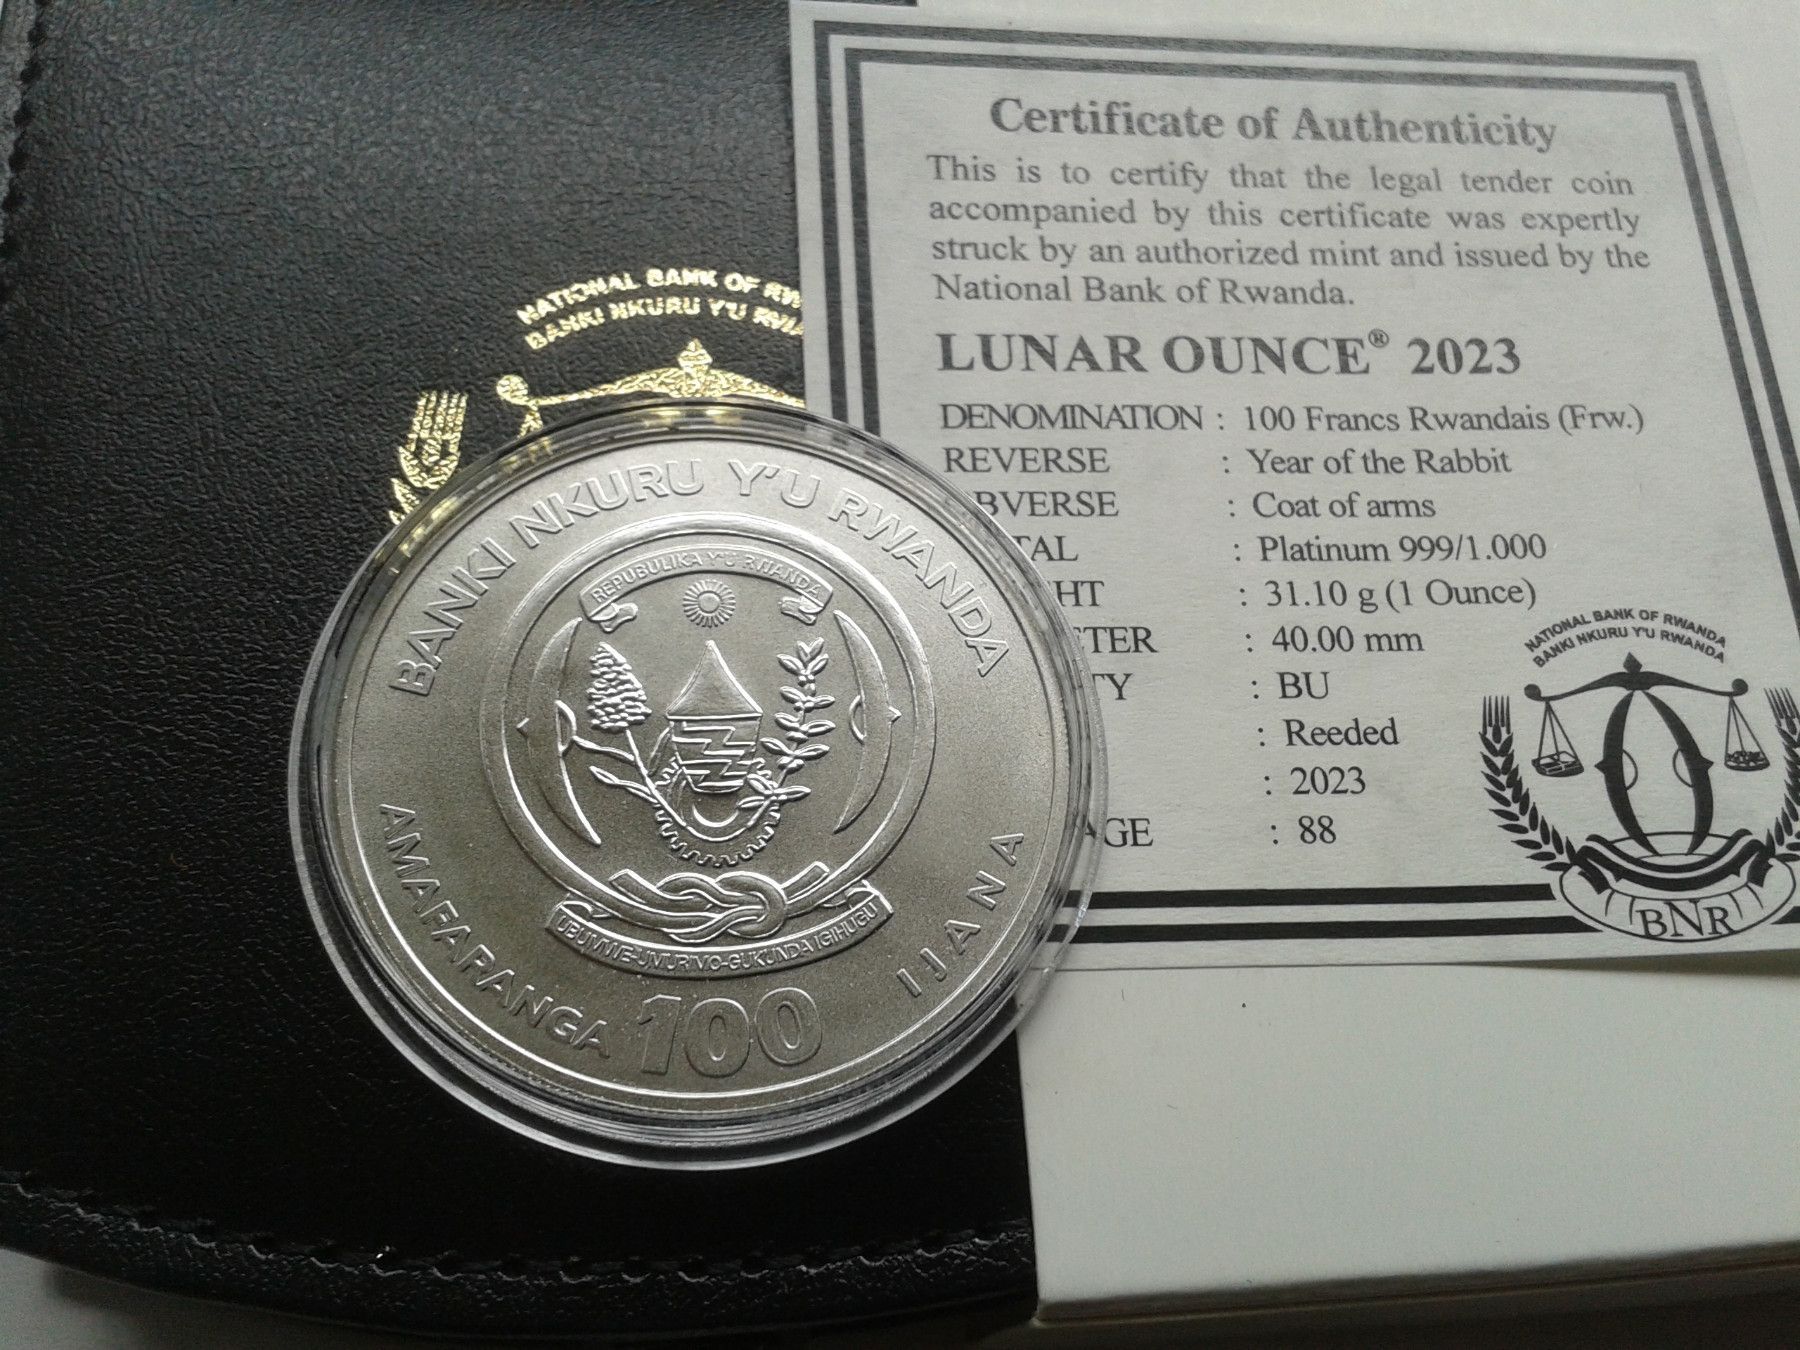 Certificate of Authenticity
This is to certify that the legal tender coin
accompanied by this certificate was expertly
struck by an authorized mint and issued by the
National Bank of Rwanda.
LUNAR OUNCE® 2023
DENOMINATION : 100 Francs Rwandais (Frw.)
REVERSE : Year of the Rabbit
BVERSE : Coat of arms
TAL : Platinum 999/1.000
HT : 31.10 g (1 Ounce)
ETER : 40.00 mm
TY : BU
: Reeded
: 2023
AGE : 88
NATIONAL BANK OF RWANDA
BANKI NKURU Y'U RWANDA
BNR
NATIONAL BANK OF RW
BANKI NKURU Y'U RWA
BANKI NKURU Y'U RWANDA
REPUBULIKA Y'U RWANDA
UBUMWE-UMURIMO-GUKUNDA IGIHUGU
AMAFARANGA 100 IJANA